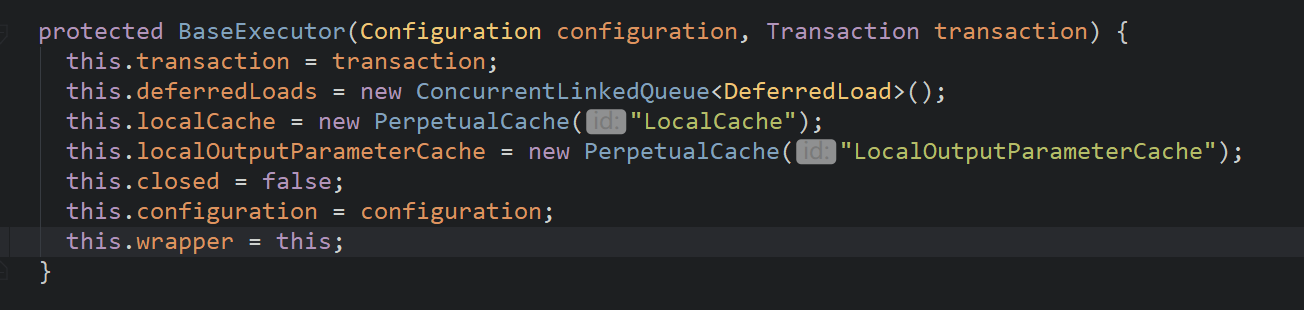 protected BaseExecutor(Configuration configuration, Transaction transaction) {
this.transaction = transaction;
this.deferredLoads = new ConcurrentLinkedQueue<DeferredLoad>();
this.localCache = new PerpetualCache( id: "LocalCache");
this.localOutputParameterCache = new PerpetualCache( id: "LocalOutputParameterCache");
this.closed = false;
this.configuration = configuration;
this.wrapper = this;
}